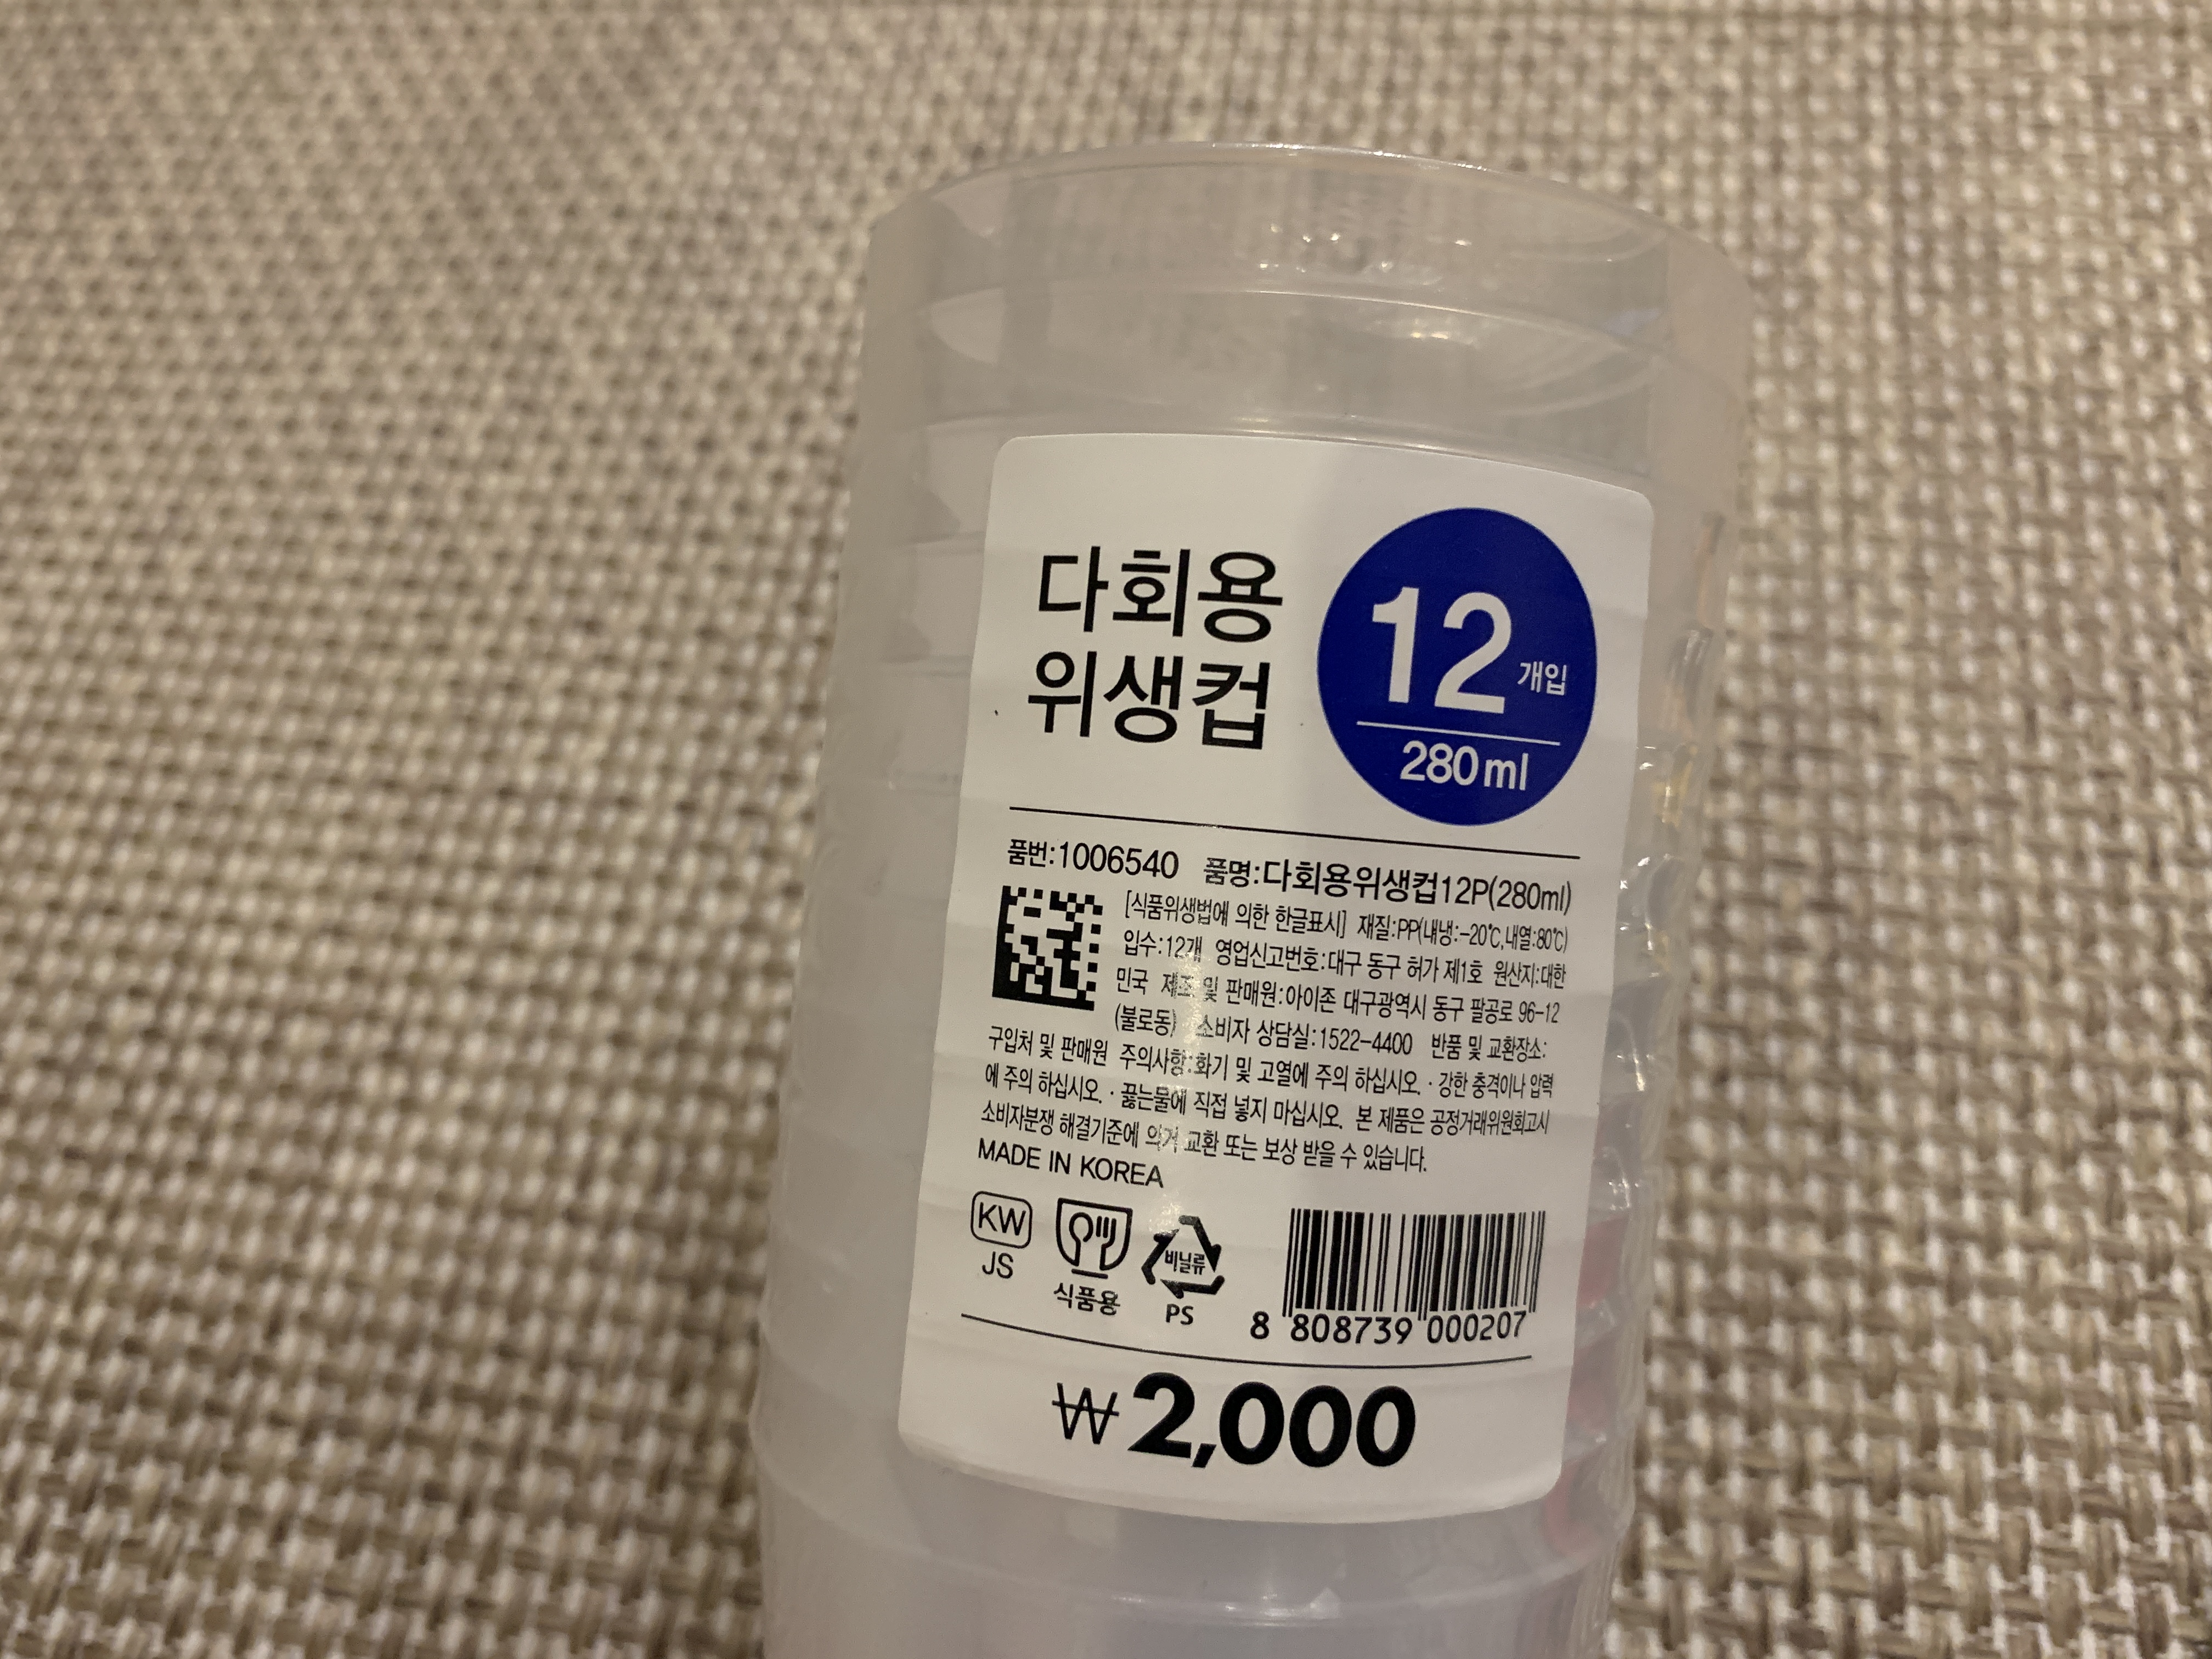 다회용
위생컵
12 개입
280ml
품번:1006540 품명:다회용위생컵12P(280ml)
[식품위생법에 의한 한글표시] 재질:PP(내냉:-20℃,내열:80℃)
입수:12개 영업신고번호:대구 동구 허가 제1호 원산지:대한
민국 제조 및 판매원:아이존 대구광역시 동구 팔공로 96-12
(불로동) 소비자 상담실:1522-4400 반품 및 교환장소:
구입처 및 판매원 주의사항:화기 및 고열에 주의 하십시오. · 강한 충격이나 압력
에 주의 하십시오. · 끓는물에 직접 넣지 마십시오. 본 제품은 공정거래위원회고시
소비자분쟁 해결기준에 의거 교환 또는 보상 받을 수 있습니다.
MADE IN KOREA
KW
JS
식품용
비닐류
PS
8 808739 000207
₩2,000